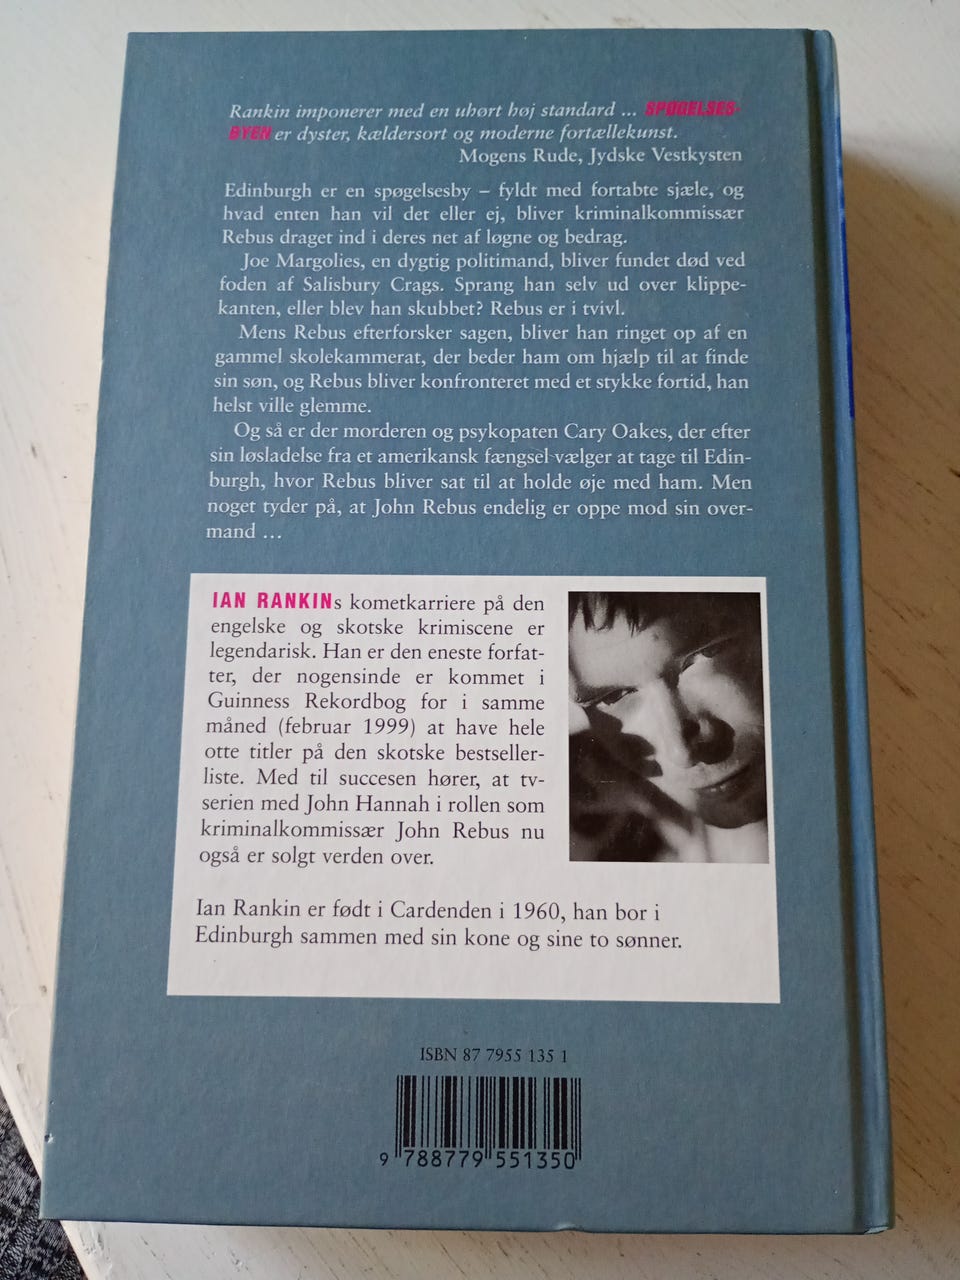 Rankin imponerer med en uhørt høj standard ... SPØGELSES-
BYEN er dyster, kældersort og moderne fortællekunst.
Mogens Rude, Jydske Vestkysten
Edinburgh er en spøgelsesby – fyldt med fortabte sjæle, og
hvad enten han vil det eller ej, bliver kriminalkommissær
Rebus draget ind i deres net af løgne og bedrag.
Joe Margolies, en dygtig politimand, bliver fundet død ved
foden af Salisbury Crags. Sprang han selv ud over klippe-
kanten, eller blev han skubbet? Rebus er i tvivl.
Mens Rebus efterforsker sagen, bliver han ringet op af en
gammel skolekammerat, der beder ham om hjælp til at finde
sin søn, og Rebus bliver konfronteret med et stykke fortid, han
helst ville glemme.
Og så er der morderen og psykopaten Cary Oakes, der efter
sin løsladelse fra et amerikansk fængsel vælger at tage til Edin-
burgh, hvor Rebus bliver sat til at holde øje med ham. Men
noget tyder på, at John Rebus endelig er oppe mod sin over-
mand ...
IAN RANKINs kometkarriere på den
engelske og skotske krimiscene er
legendarisk. Han er den eneste forfat-
ter, der nogensinde er kommet i
Guinness Rekordbog for i samme
måned (februar 1999) at have hele
otte titler på den skotske bestseller-
liste. Med til succesen hører, at tv-
serien med John Hannah i rollen som
kriminalkommissær John Rebus nu
også er solgt verden over.
Ian Rankin er født i Cardenden i 1960, han bor i
Edinburgh sammen med sin kone og sine to sønner.
ISBN 87 7955 135 1
9 788779 551350